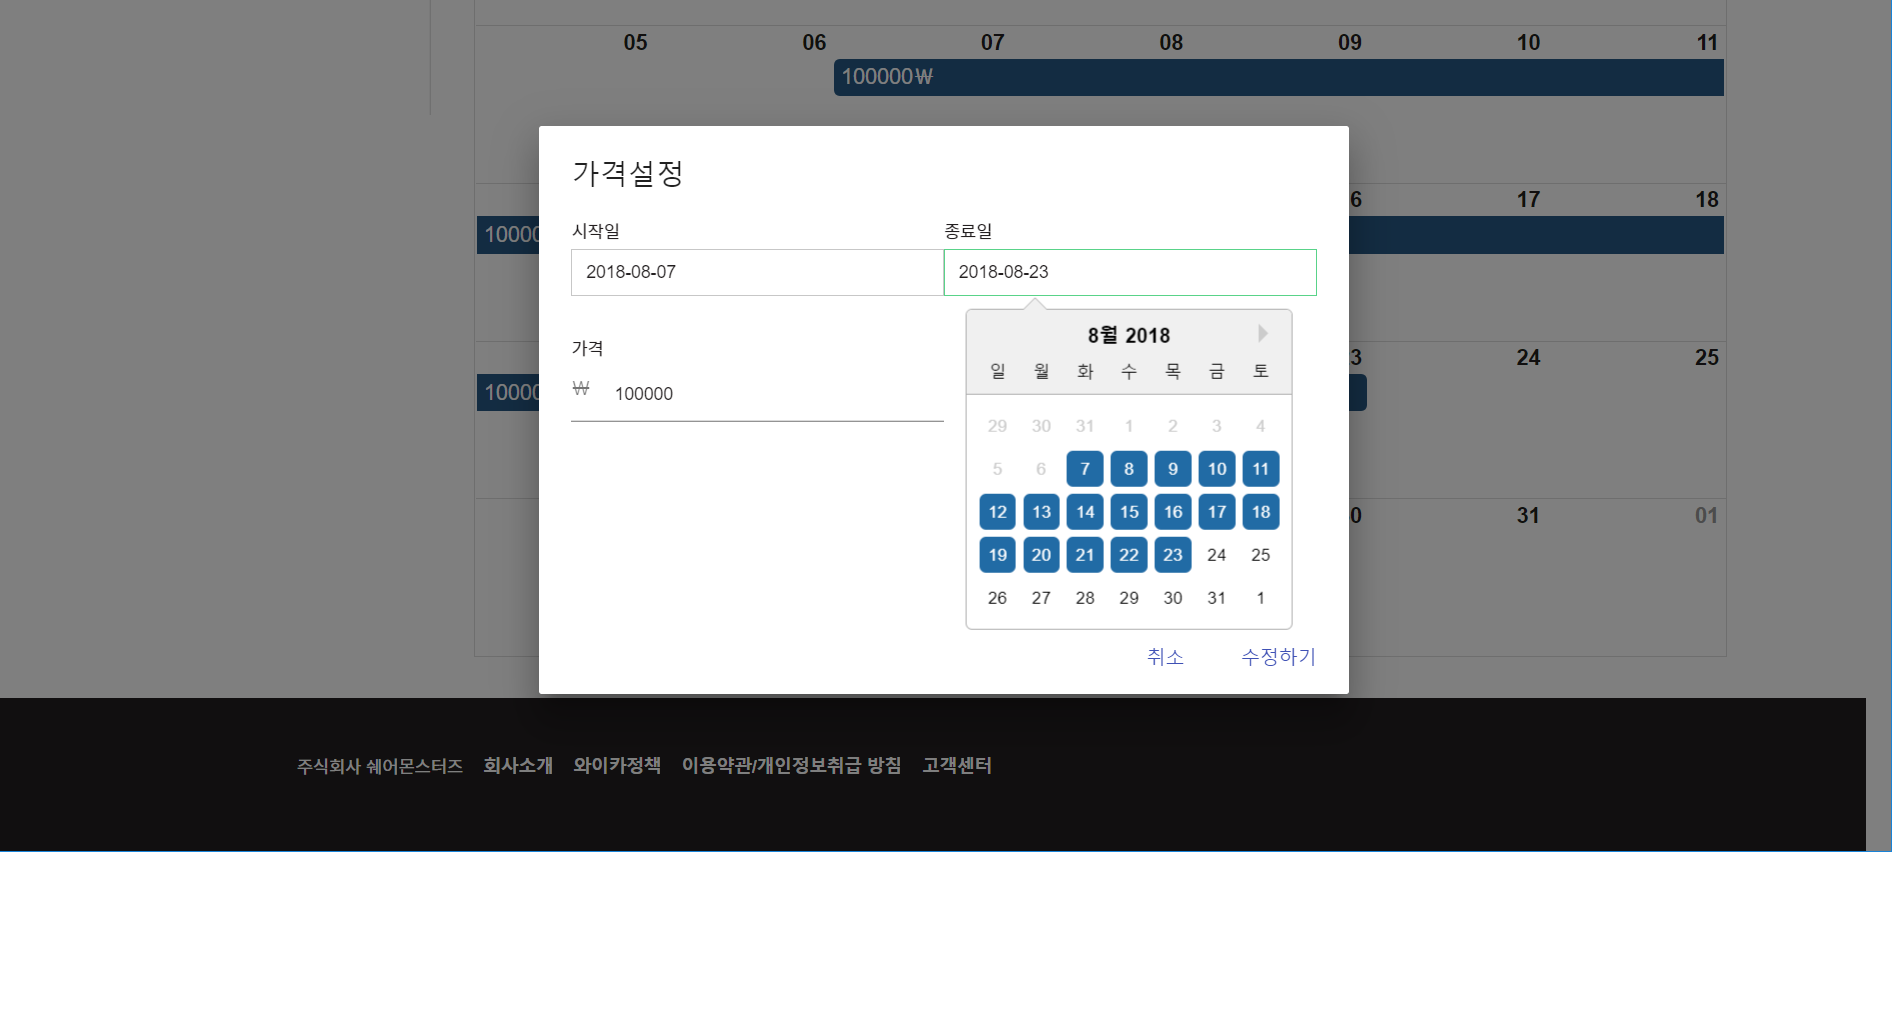 05 06 07 08 09 10 11
100000₩
가격설정
6 17 18
시작일 종료일
10000
2018-08-07 2018-08-23
8월 2018
가격
3 24 25
일 월 화 수 목 금 토
₩ 100000
10000
29 30 31 1 2 3 4
5 6 7 8 9 10 11
12 13 14 15 16 17 18
0 31 01
19 20 21 22 23 24 25
26 27 28 29 30 31 1
취소 수정하기
주식회사 쉐어몬스터즈 회사소개 와이카정책 이용약관/개인정보취급 방침 고객센터